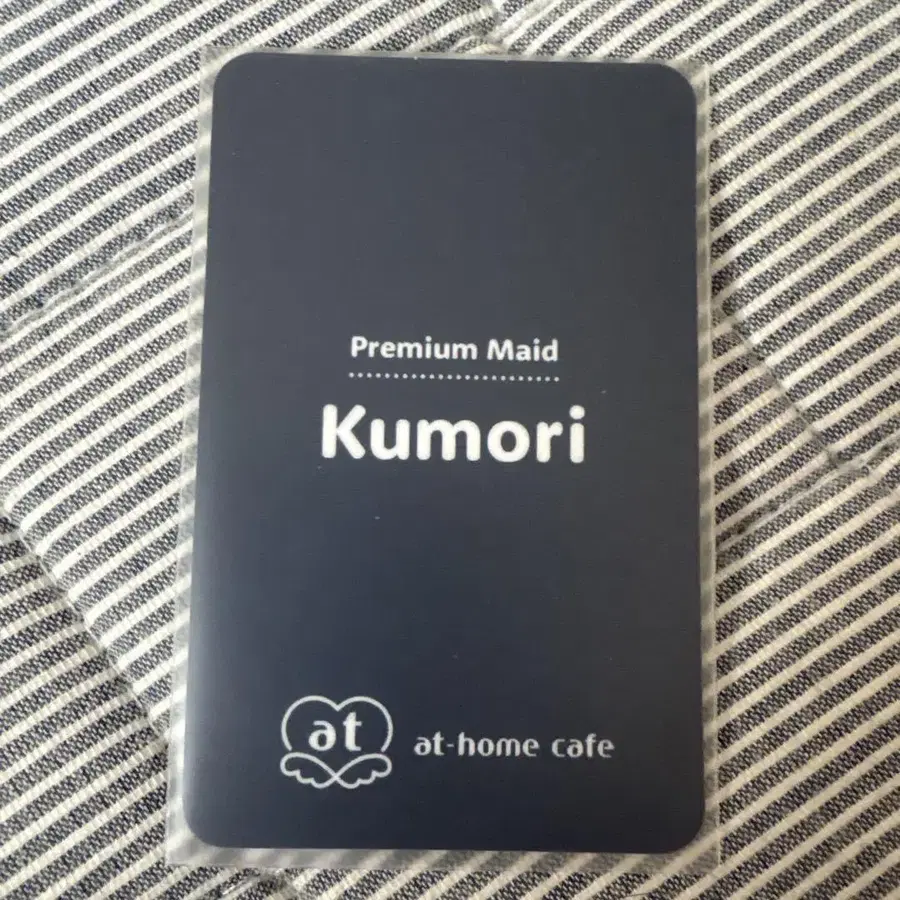 Premium Maid
Kumori
at
at-home cafe